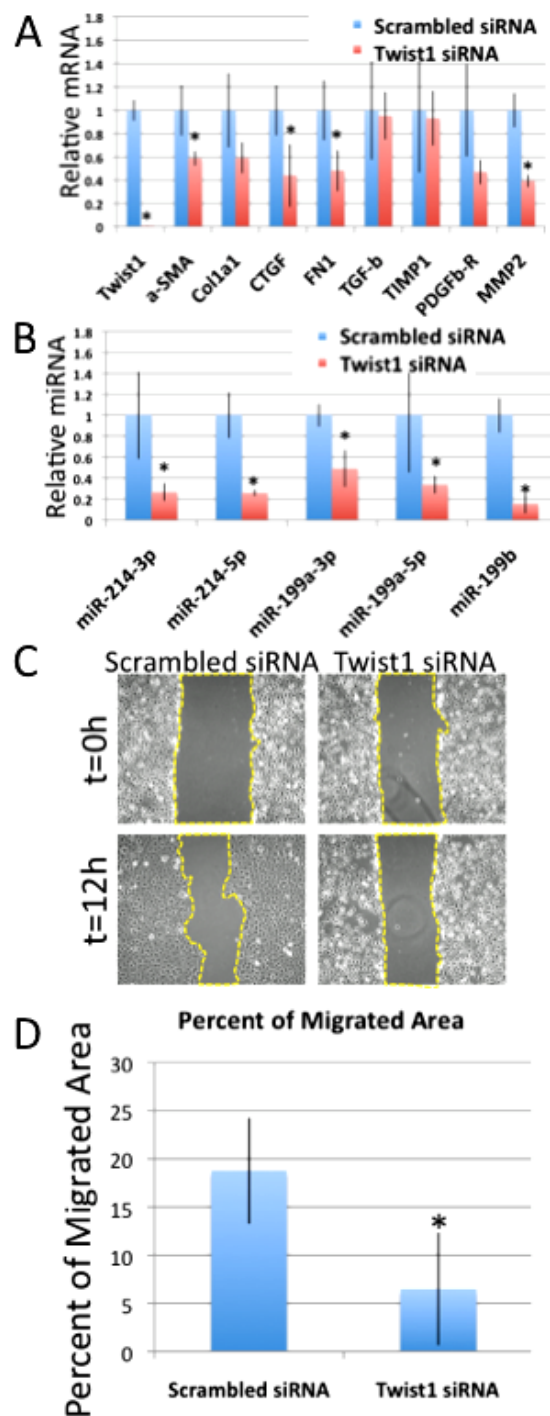 A
Relative mRNA
1.8
1.6
1.4
1.2
1
0.8
0.6
0.4
0.2
0
Scrambled siRNA
Twist1 siRNA
*
*
*
*
*
Twist1
a-SMA
Col1a1
CTGF
FN1
TGF-b
TIMP1
PDGFb-R
MMP2
B
Relative miRNA
1.8
1.6
1.4
1.2
1
0.8
0.6
0.4
0.2
0
Scrambled siRNA
Twist1 siRNA
*
*
*
*
*
miR-214-3p
miR-214-5p
miR-199a-3p
miR-199a-5p
miR-199b
C
Scrambled siRNA Twist1 siRNA
t=0h
t=12h
D
Percent of Migrated Area
Percent of Migrated Area
30
25
20
15
10
5
0
*
Scrambled siRNA
Twist1 siRNA